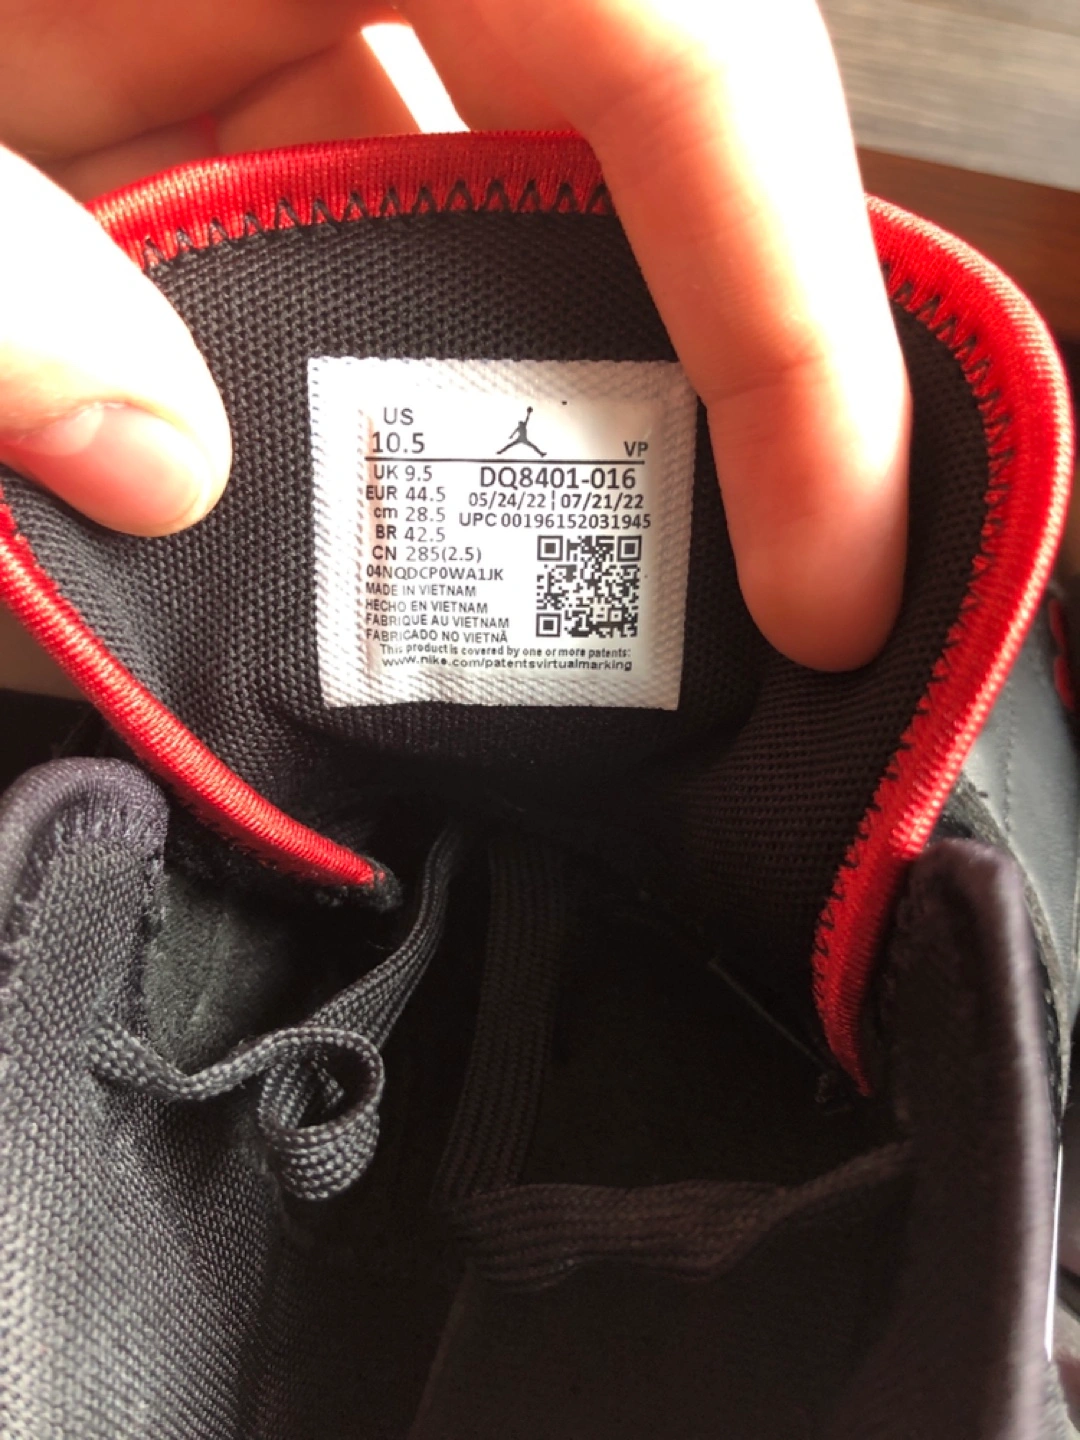 US
10.5 VP
UK 9.5 DQ8401-016
EUR 44.5 05/24/22 | 07/21/22
cm 28.5 UPC 00196152031945
BR 42.5
CN 285(2.5)
04NQDCP0WA1JK
MADE IN VIETNAM
HECHO EN VIETNAM
FABRIQUE AU VIETNAM
FABRICADO NO VIETNÃ
This product is covered by one or more patents:
www.nike.com/patentsvirtualmarking